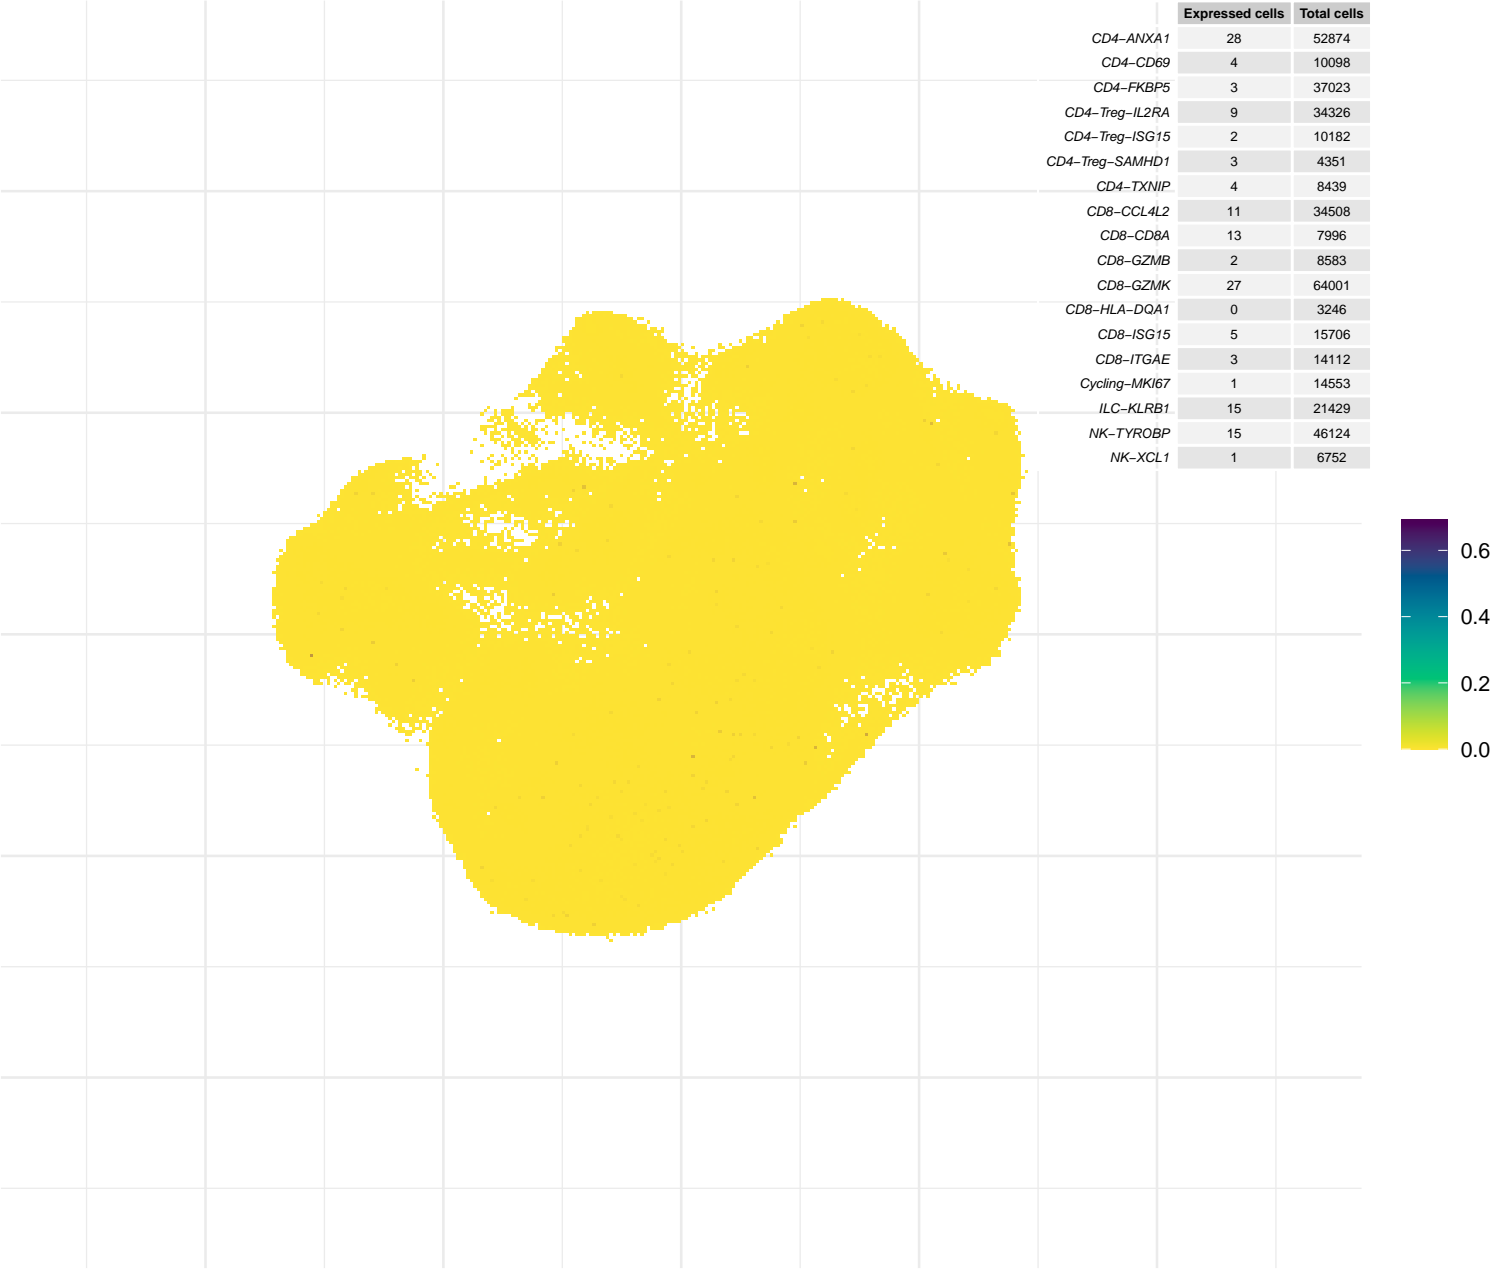 Expressed cells Total cells
CD4−ANXA1 28 52874
CD4−CD69 4 10098
CD4−FKBP5 3 37023
CD4−Treg−IL2RA 9 34326
CD4−Treg−ISG15 2 10182
CD4−Treg−SAMHD1 3 4351
CD4−TXNIP 4 8439
CD8−CCL4L2 11 34508
CD8−CD8A 13 7996
CD8−GZMB 2 8583
CD8−GZMK 27 64001
CD8−HLA−DQA1 0 3246
CD8−ISG15 5 15706
CD8−ITGAE 3 14112
Cycling−MKI67 1 14553
ILC−KLRB1 15 21429
NK−TYROBP 15 46124
NK−XCL1 1 6752
0.6
0.4
0.2
0.0